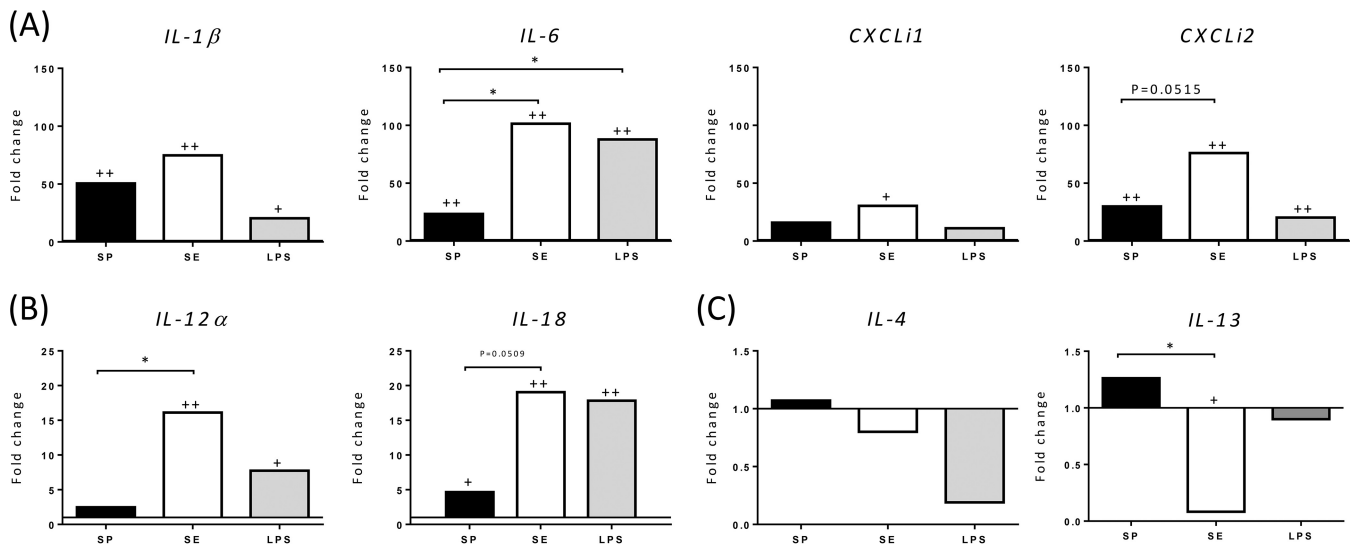 (A)
IL-1β
Fold change
150
100
50
0
++
++
+
SP SE LPS
IL-6
Fold change
150
100
50
0
*
*
++
++
++
SP SE LPS
CXCLi1
Fold change
150
100
50
0
+
SP SE LPS
CXCLi2
Fold change
150
100
50
0
P=0.0515
++
++
++
SP SE LPS
(B)
IL-12α
Fold change
25
20
15
10
5
0
*
++
+
SP SE LPS
IL-18
Fold change
25
20
15
10
5
0
P=0.0509
+
++
++
SP SE LPS
(C)
IL-4
Fold change
1.5
1.0
0.5
0.0
SP SE LPS
IL-13
Fold change
1.5
1.0
0.5
0.0
*
+
SP SE LPS